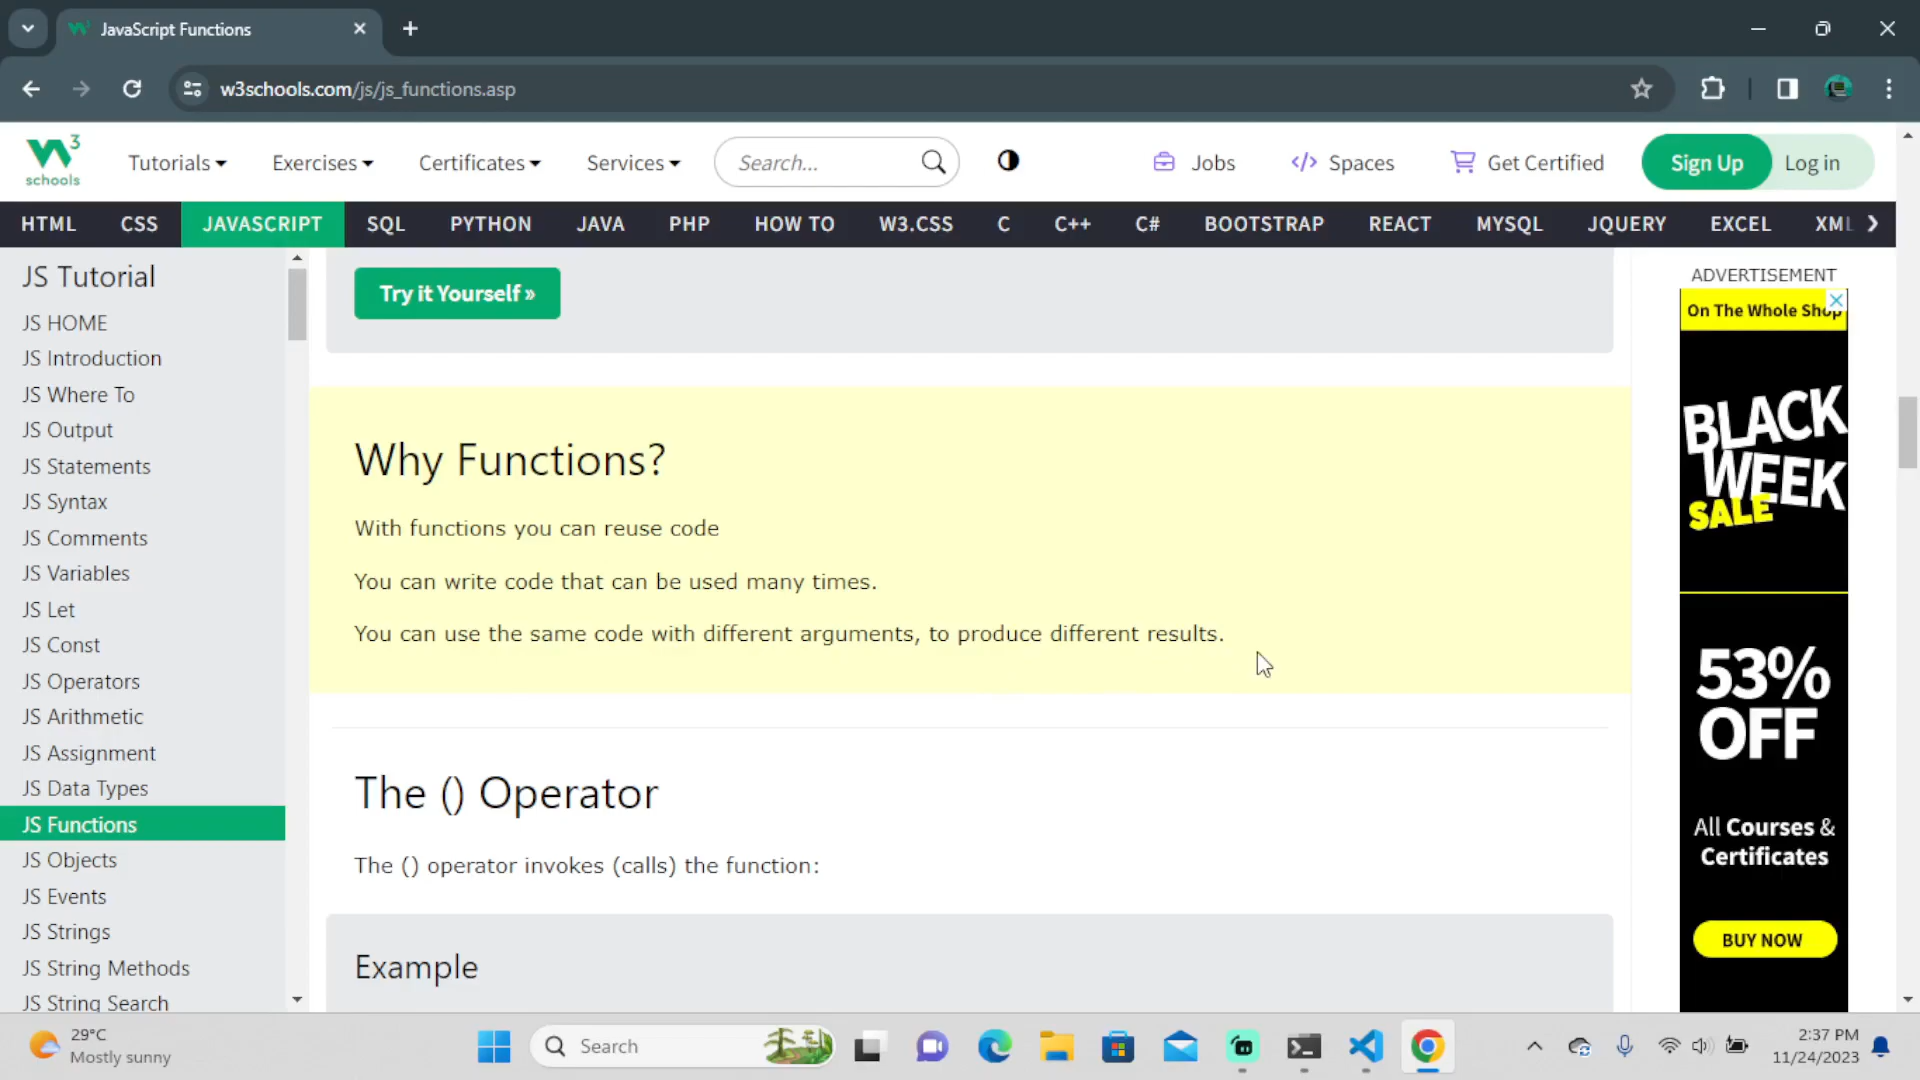 JavaScript Functions
w3schools.com/js/js_functions.asp
W3 schools
Tutorials
Exercises
Certificates
Services
Search...
Jobs
Spaces
Get Certified
Sign Up
Log in
HTML CSS JAVASCRIPT SQL PYTHON JAVA PHP HOW TO W3.CSS C C++ C# BOOTSTRAP REACT MYSQL JQUERY EXCEL XML
JS Tutorial
JS HOME
JS Introduction
JS Where To
JS Output
JS Statements
JS Syntax
JS Comments
JS Variables
JS Let
JS Const
JS Operators
JS Arithmetic
JS Assignment
JS Data Types
JS Functions
JS Objects
JS Events
JS Strings
JS String Methods
JS String Search
Try it Yourself »
Why Functions?
With functions you can reuse code
You can write code that can be used many times.
You can use the same code with different arguments, to produce different results.
The () Operator
The () operator invokes (calls) the function:
Example
ADVERTISEMENT
On The Whole Shop
BLACK
WEEK
SALE
53%
OFF
All Courses &
Certificates
BUY NOW
29°C
Mostly sunny
Search
2:37 PM
11/24/2023